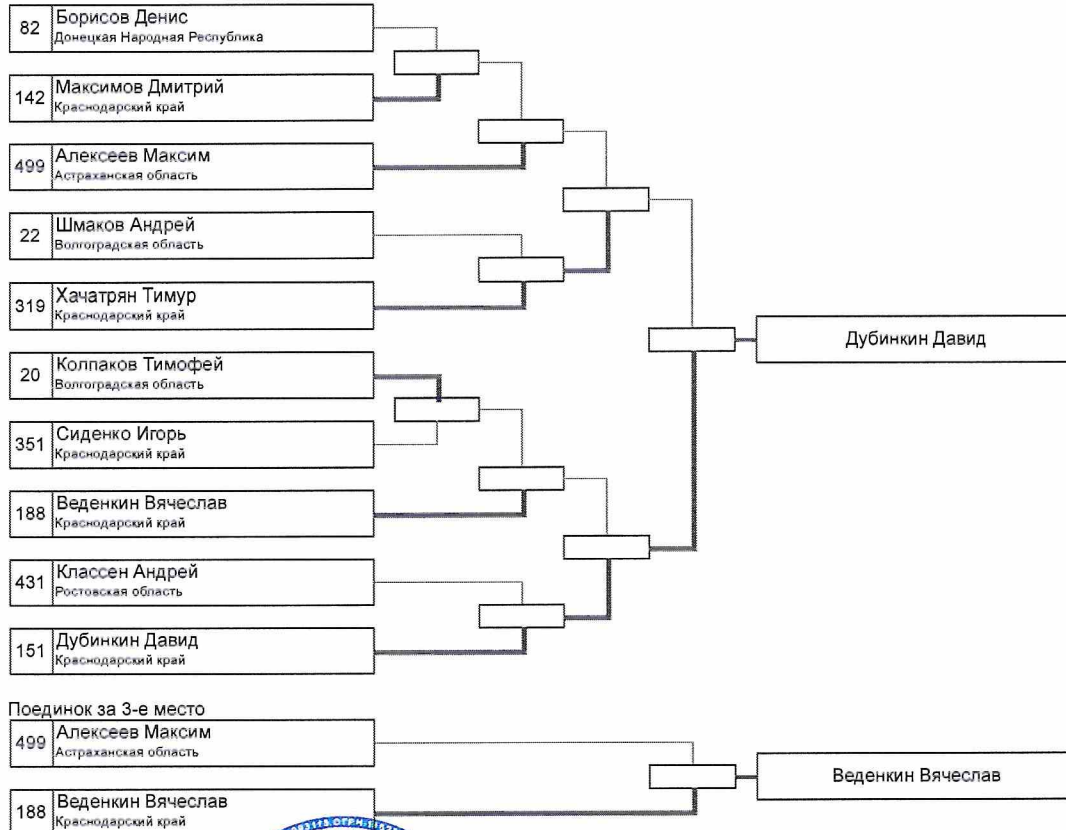 82
Борисов Денис
Донецкая Народная Республика
142
Максимов Дмитрий
Краснодарский край
499
Алексеев Максим
Астраханская область
22
Шмаков Андрей
Волгоградская область
319
Хачатрян Тимур
Краснодарский край
20
Колпаков Тимофей
Волгоградская область
351
Сиденко Игорь
Краснодарский край
188
Веденкин Вячеслав
Краснодарский край
431
Классен Андрей
Ростовская область
151
Дубинкин Давид
Краснодарский край
Дубинкин Давид
Поединок за 3-е место
499
Алексеев Максим
Астраханская область
188
Веденкин Вячеслав
Краснодарский край
Веденкин Вячеслав
ОГРН